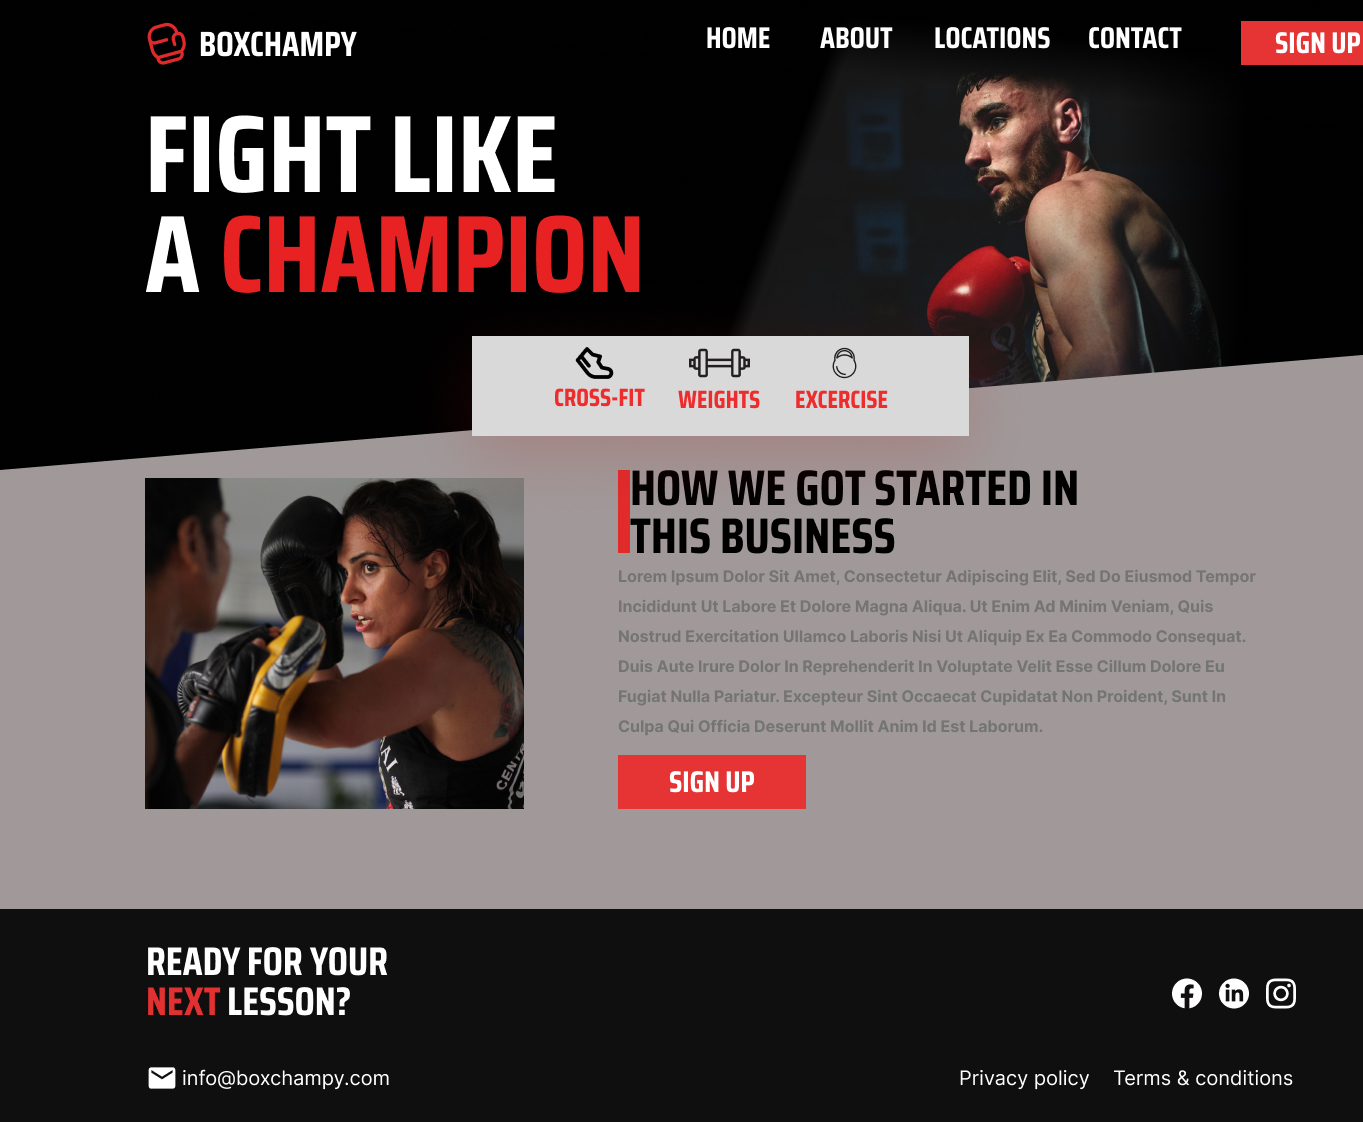 BOXCHAMPY
HOME ABOUT LOCATIONS CONTACT SIGN UP
FIGHT LIKE
A CHAMPION
CROSS-FIT WEIGHTS EXCERCISE
HOW WE GOT STARTED IN
THIS BUSINESS
Lorem Ipsum Dolor Sit Amet, Consectetur Adipiscing Elit, Sed Do Eiusmod Tempor
Incididunt Ut Labore Et Dolore Magna Aliqua. Ut Enim Ad Minim Veniam, Quis
Nostrud Exercitation Ullamco Laboris Nisi Ut Aliquip Ex Ea Commodo Consequat.
Duis Aute Irure Dolor In Reprehenderit In Voluptate Velit Esse Cillum Dolore Eu
Fugiat Nulla Pariatur. Excepteur Sint Occaecat Cupidatat Non Proident, Sunt In
Culpa Qui Officia Deserunt Mollit Anim Id Est Laborum.
SIGN UP
READY FOR YOUR
NEXT LESSON?
info@boxchampy.com
Privacy policy Terms & conditions